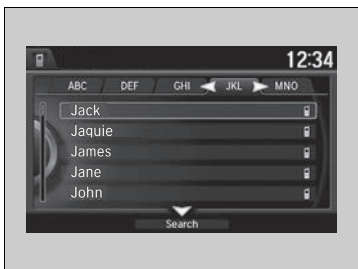 12:34
ABC DEF GHI JKL MNO
Jack
Jaquie
James
Jane
John
Search